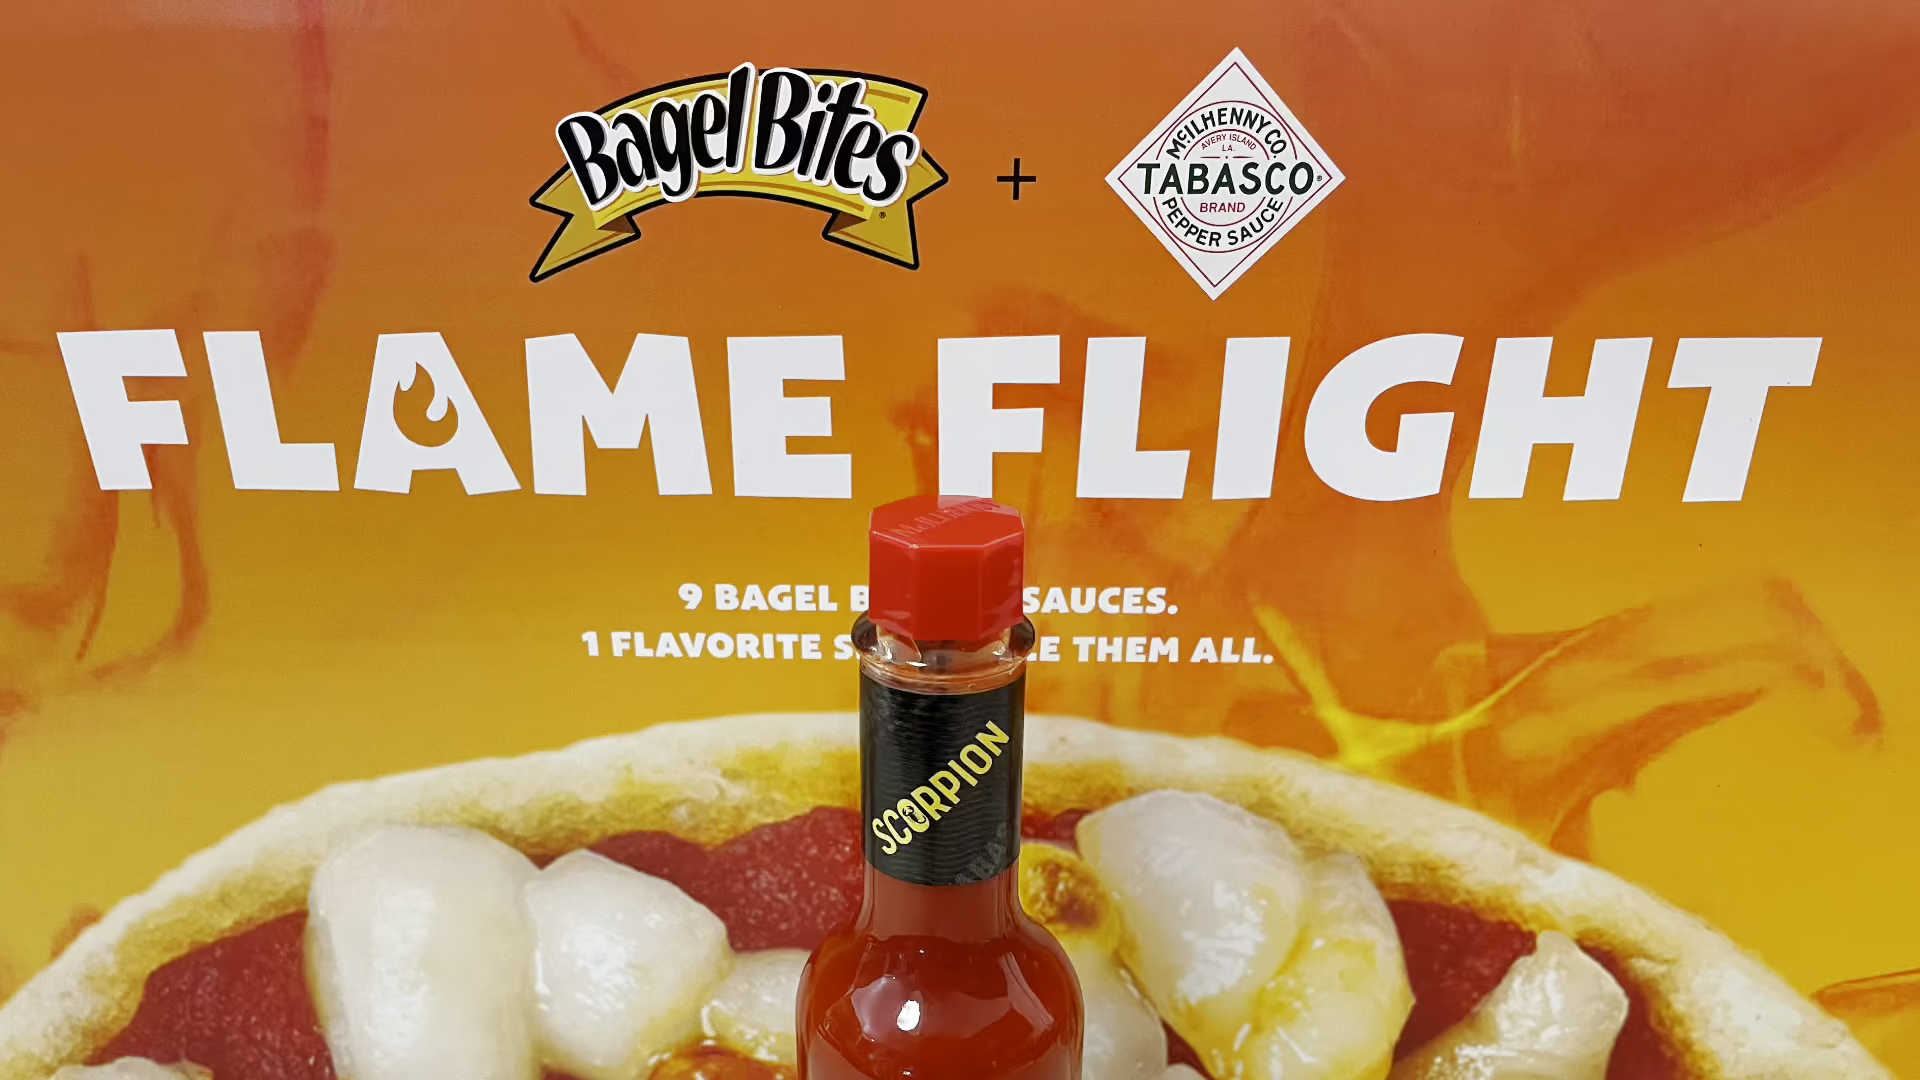 Bagel Bites
+
McILHENNY CO.
AVERY ISLAND
LA.
TABASCO®
BRAND
PEPPER SAUCE
FLAME FLIGHT
9 BAGEL B SAUCES.
1 FLAVORITE S LE THEM ALL.
SCORPION